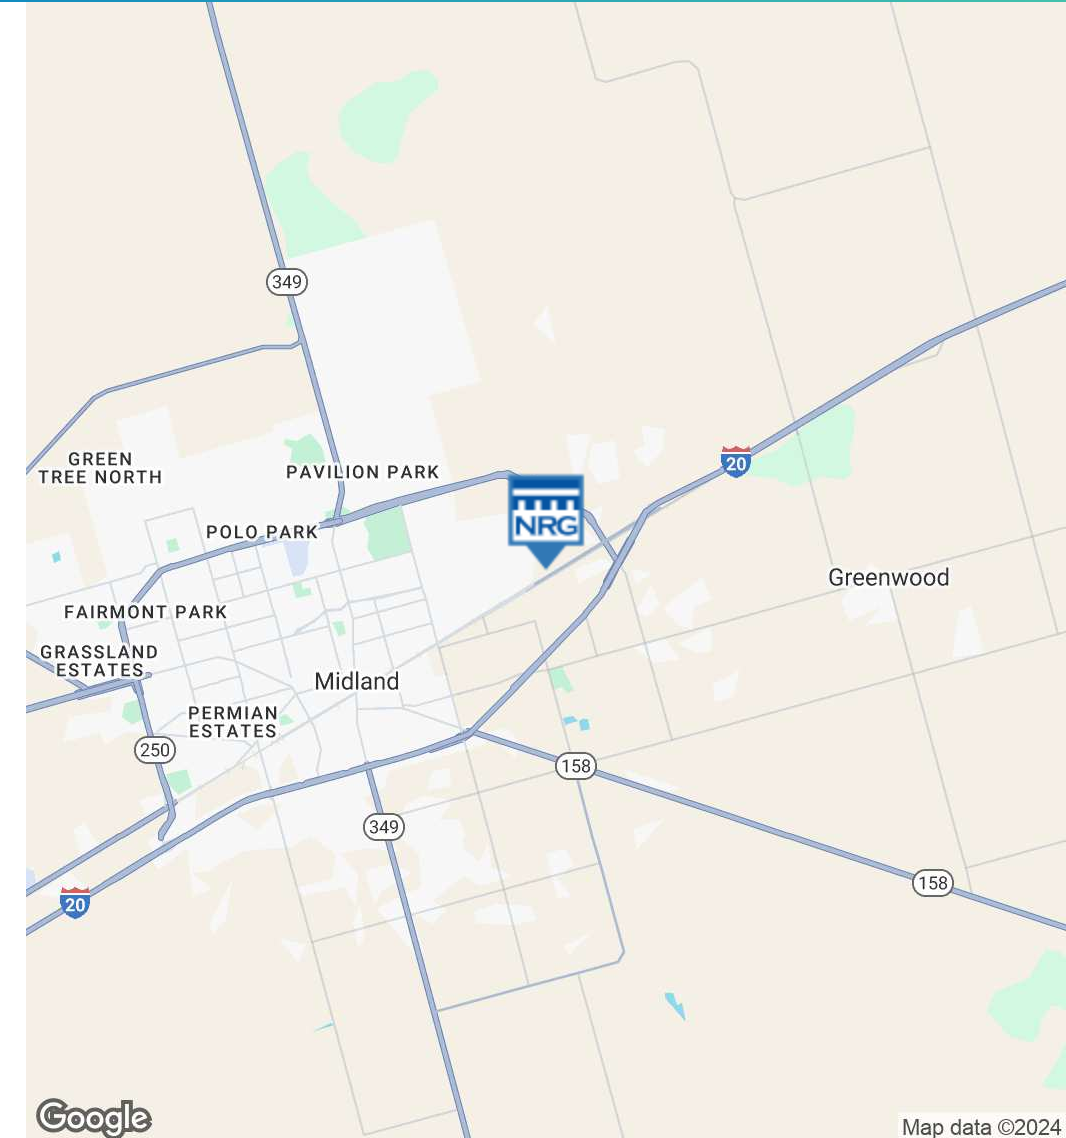 349
GREEN
TREE NORTH
PAVILION PARK
20
NRG
POLO PARK
Greenwood
FAIRMONT PARK
GRASSLAND
ESTATES
Midland
PERMIAN
ESTATES
250
158
349
158
20
Google
Map data ©2024